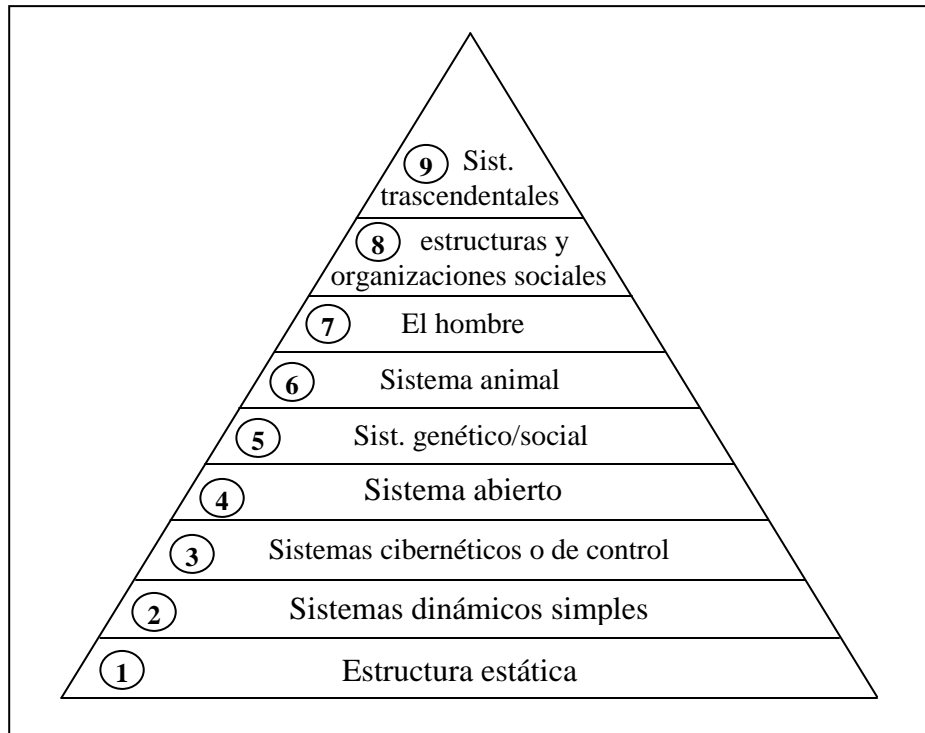 9 Sist.
trascendentales
8 estructuras y
organizaciones sociales
7 El hombre
6 Sistema animal
5 Sist. genético/social
4 Sistema abierto
3 Sistemas cibernéticos o de control
2 Sistemas dinámicos simples
1 Estructura estática